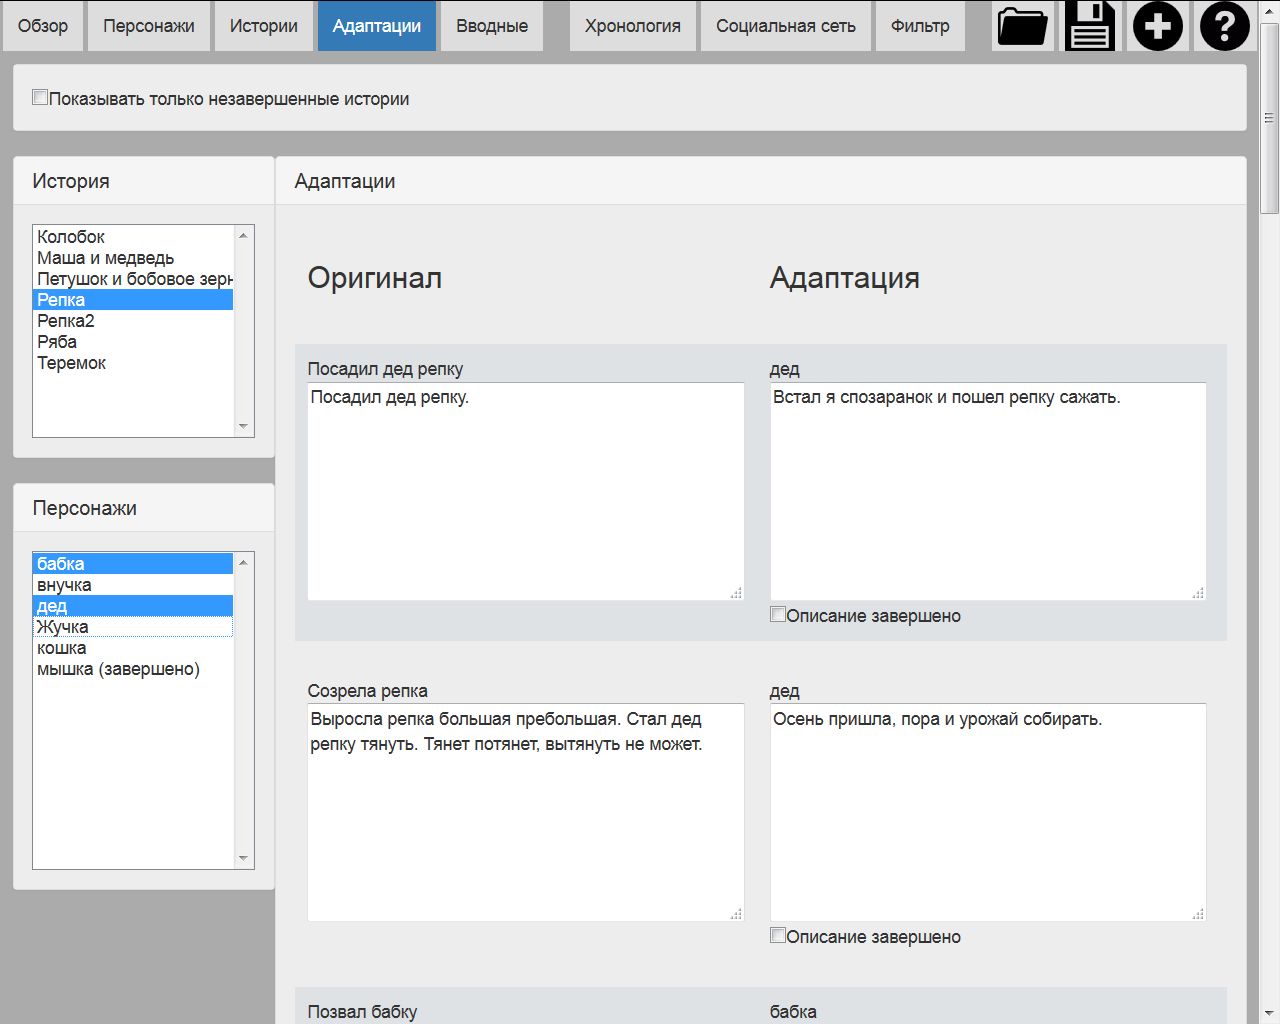 Обзор
Персонажи
Истории
Адаптации
Вводные
Хронология
Социальная сеть
Фильтр
Показывать только незавершенные истории
История
Колобок
Маша и медведь
Петушок и бобовое зерн
Репка
Репка2
Ряба
Теремок
Персонажи
бабка
внучка
дед
Жучка
кошка
мышка (завершено)
Адаптации
Оригинал
Адаптация
Посадил дед репку
дед
Посадил дед репку.
Встал я спозаранок и пошел репку сажать.
Описание завершено
Созрела репка
дед
Выросла репка большая пребольшая. Стал дед
репку тянуть. Тянет потянет, вытянуть не может.
Осень пришла, пора и урожай собирать.
Описание завершено
Позвал бабку
бабка